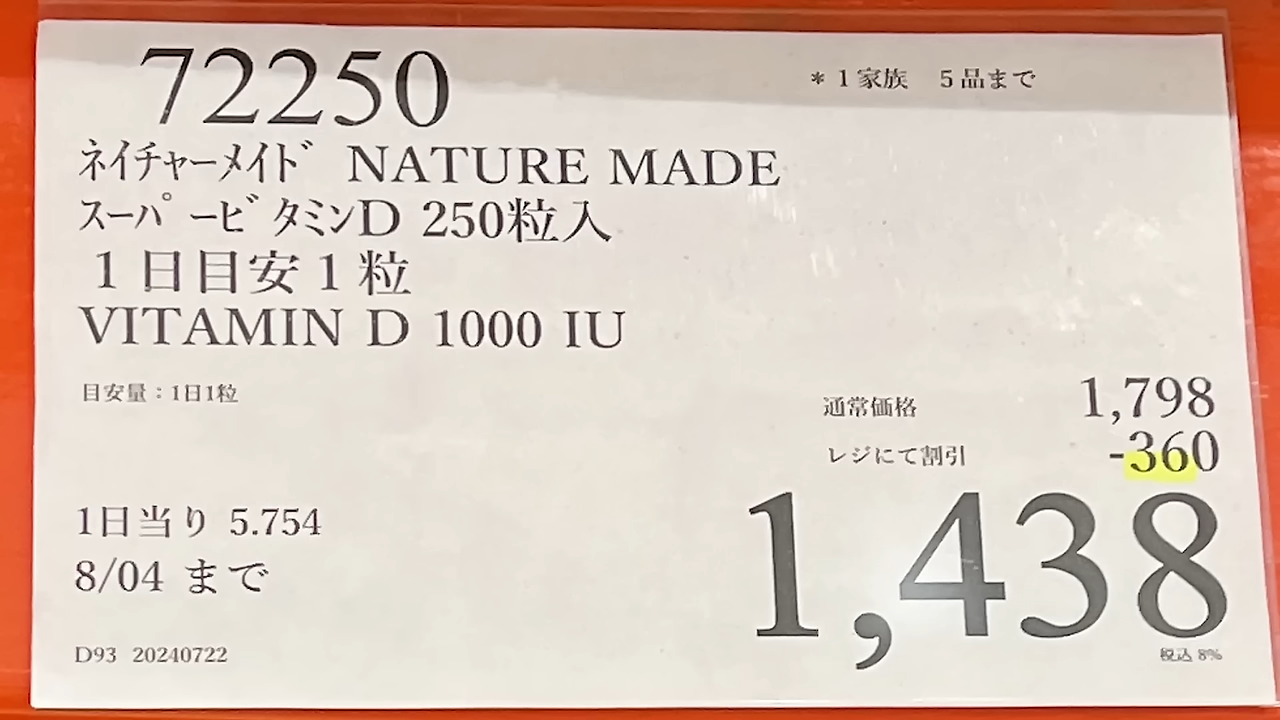 72250
＊1家族　5品まで
ﾈイチャーﾒイﾄﾞ NATURE MADE
ｽーﾊﾟーﾋﾞタミンD 250粒入
1日目安1粒
VITAMIN D 1000 IU
目安量：1日1粒
通常価格 1,798
レジにて割引 -360
1,438
1日当り 5.754
8/04 まで
D93 20240722
税込 8%